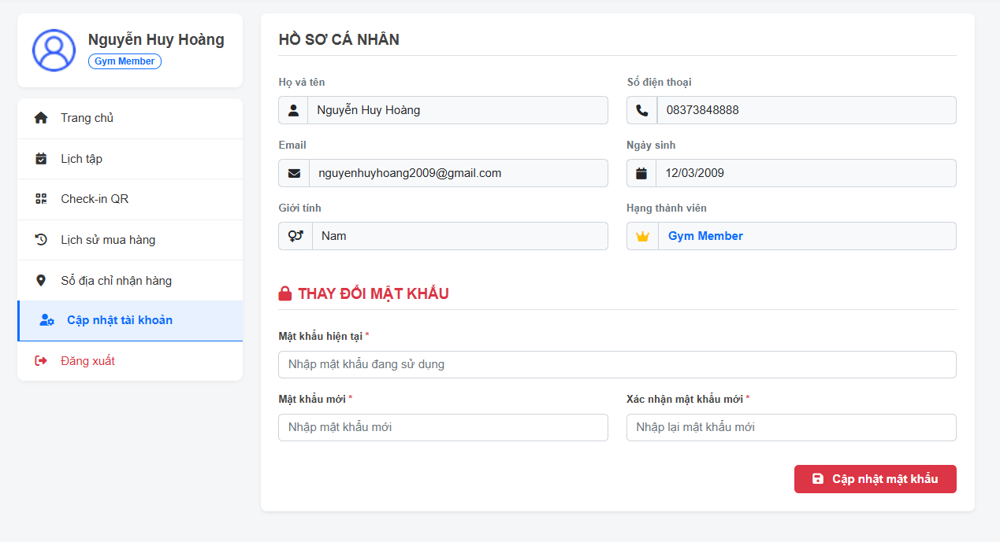 Nguyễn Huy Hoàng
Gym Member
Trang chủ
Lịch tập
Check-in QR
Lịch sử mua hàng
Sổ địa chỉ nhận hàng
Cập nhật tài khoản
Đăng xuất
HỒ SƠ CÁ NHÂN
Họ và tên
Số điện thoại
Nguyễn Huy Hoàng
08373848888
Email
Ngày sinh
nguyenhuyhoang2009@gmail.com
12/03/2009
Giới tính
Hạng thành viên
Nam
Gym Member
THAY ĐỔI MẬT KHẨU
Mật khẩu hiện tại *
Nhập mật khẩu đang sử dụng
Mật khẩu mới *
Xác nhận mật khẩu mới *
Nhập mật khẩu mới
Nhập lại mật khẩu mới
Cập nhật mật khẩu